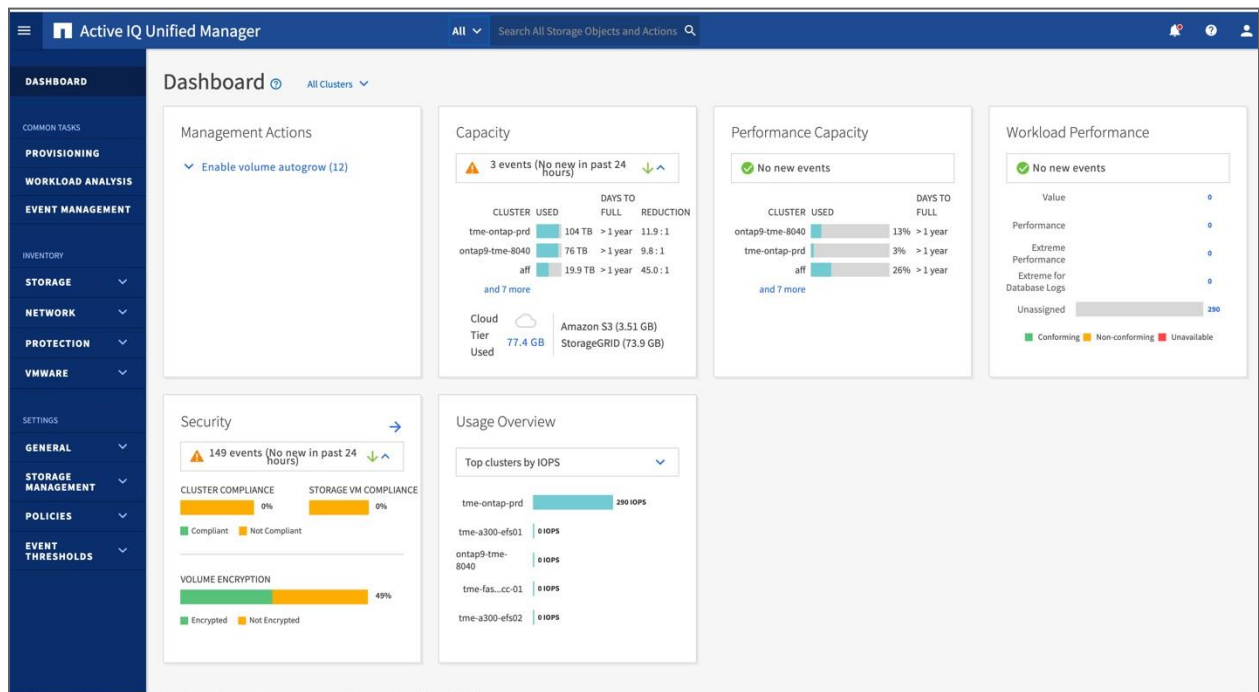 Active IQ Unified Manager
All
Search All Storage Objects and Actions
DASHBOARD
COMMON TASKS
PROVISIONING
WORKLOAD ANALYSIS
EVENT MANAGEMENT
INVENTORY
STORAGE
NETWORK
PROTECTION
VMWARE
SETTINGS
GENERAL
STORAGE
MANAGEMENT
POLICIES
EVENT
THRESHOLDS
Dashboard ?
All Clusters
Management Actions
Enable volume autogrow (12)
Capacity
3 events (No new in past 24
hours)
DAYS TO
CLUSTER USED FULL REDUCTION
tme-ontap-prd 104 TB > 1 year 11.9 : 1
ontap9-tme-8040 76 TB > 1 year 9.8 : 1
aff 19.9 TB > 1 year 45.0 : 1
and 7 more
Cloud
Tier
Used
77.4 GB
Amazon S3 (3.51 GB)
StorageGRID (73.9 GB)
Performance Capacity
No new events
DAYS TO
CLUSTER USED FULL
ontap9-tme-8040 13% > 1 year
tme-ontap-prd 3% > 1 year
aff 26% > 1 year
and 7 more
Workload Performance
No new events
Value 0
Performance 0
Extreme
Performance 0
Extreme for
Database Logs 0
Unassigned 290
Conforming Non-conforming Unavailable
Security
149 events (No new in past 24
hours)
CLUSTER COMPLIANCE STORAGE VM COMPLIANCE
0% 0%
Compliant Not Compliant
VOLUME ENCRYPTION
49%
Encrypted Not Encrypted
Usage Overview
Top clusters by IOPS
tme-ontap-prd 290 IOPS
tme-a300-efs01 0 IOPS
ontap9-tme-
8040 0 IOPS
tme-fas...cc-01 0 IOPS
tme-a300-efs02 0 IOPS